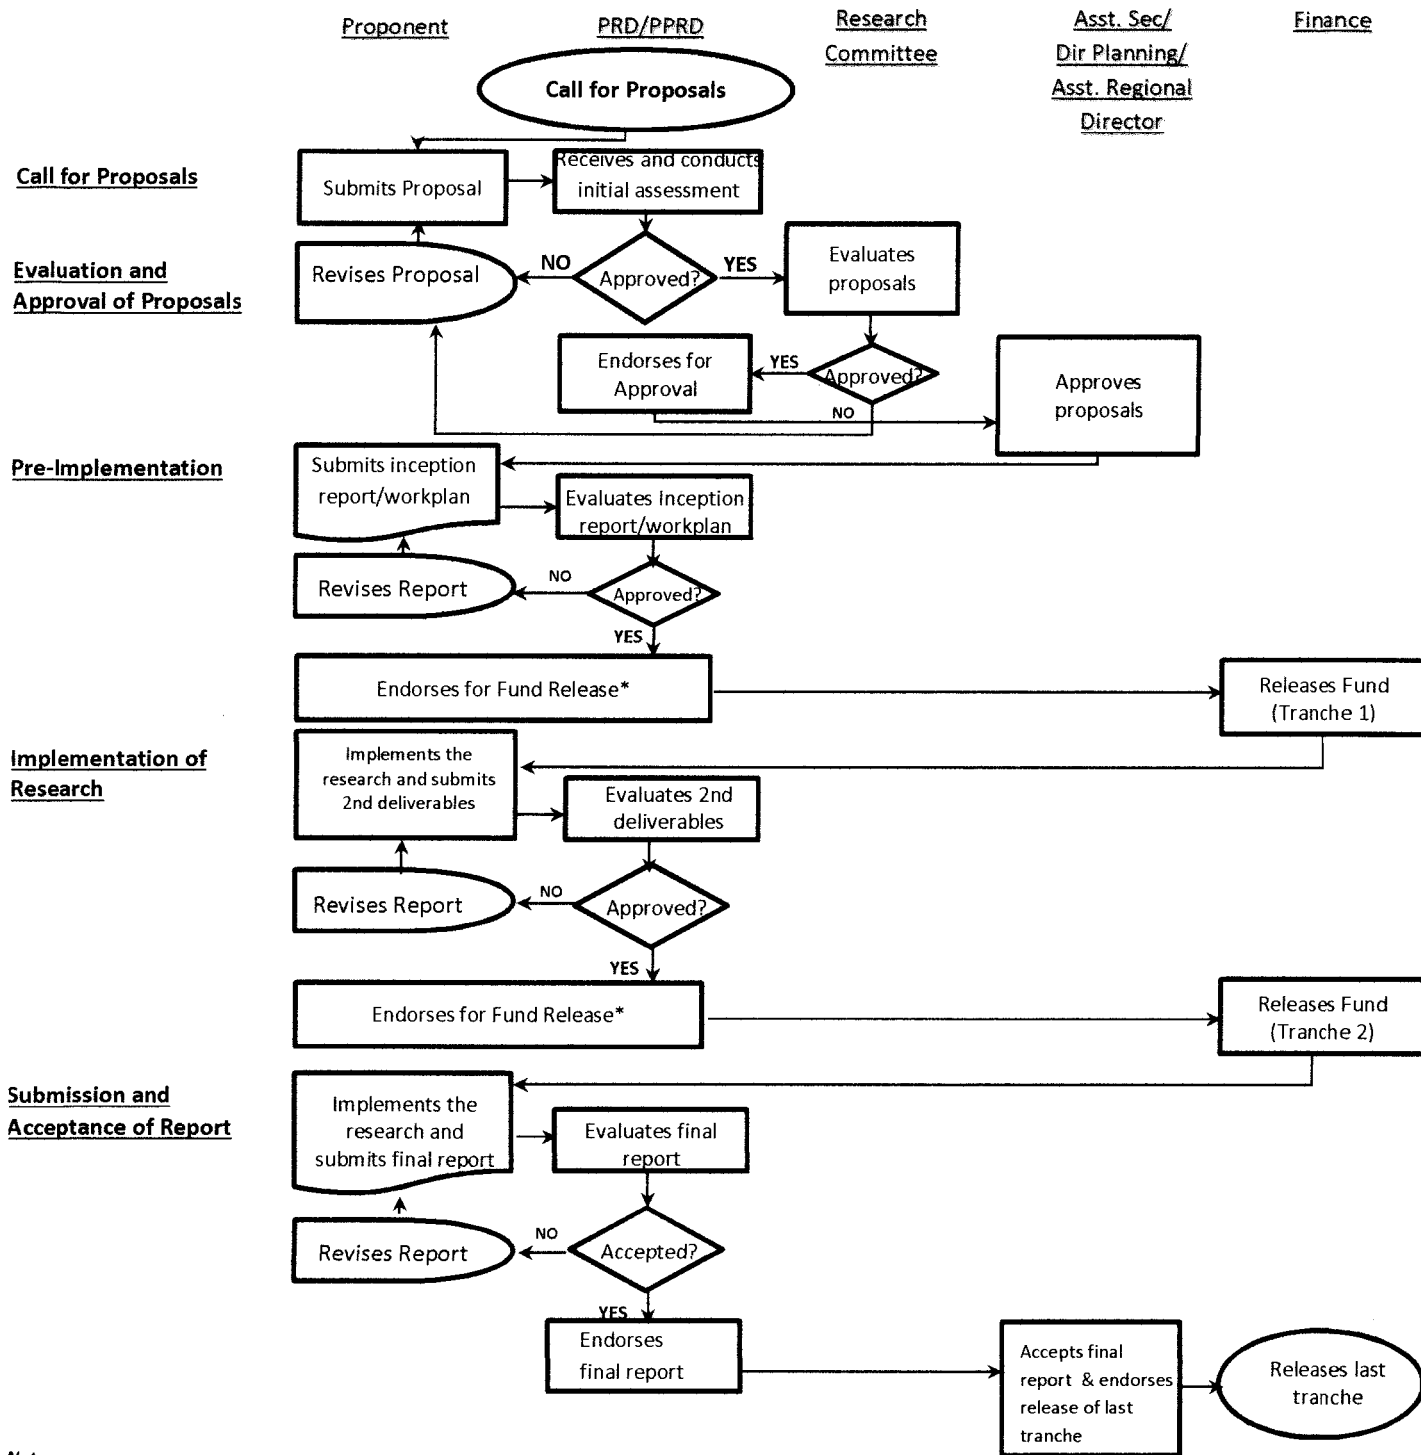 Proponent
PRD/PPRD
Research
Committee
Asst. Sec/
Dir Planning/
Asst. Regional
Director
Finance
Call for Proposals
Call for Proposals
Submits Proposal
Receives and conducts
initial assessment
Evaluation and
Approval of Proposals
Revises Proposal
NO
Approved?
YES
Evaluates
proposals
Endorses for
Approval
YES
Approved?
NO
Approves
proposals
Pre-Implementation
Submits inception
report/workplan
Evaluates Inception
report/workplan
Revises Report
NO
Approved?
YES
Endorses for Fund Release*
Releases Fund
(Tranche 1)
Implementation of
Research
Implements the
research and submits
2nd deliverables
Evaluates 2nd
deliverables
Revises Report
NO
Approved?
YES
Endorses for Fund Release*
Releases Fund
(Tranche 2)
Submission and
Acceptance of Report
Implements the
research and
submits final report
Evaluates final
report
Revises Report
NO
Accepted?
YES
Endorses
final report
Accepts final
report & endorses
release of last
tranche
Releases last
tranche